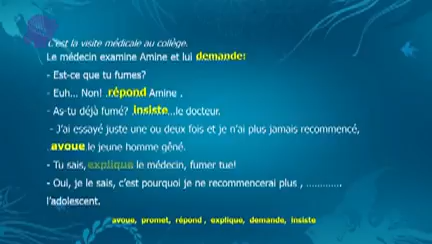 C'est la visite médicale au collège.
Le médecin examine Amine et lui demande:
- Est-ce que tu fumes?
- Euh... Non! .répond Amine .
- As-tu déjà fumé? insiste...le docteur.
- J'ai essayé juste une ou deux fois et je n'ai plus jamais recommencé,
avoue le jeune homme gêné.
- Tu sais, explique le médecin, fumer tue!
- Oui, je le sais, c'est pourquoi je ne recommencerai plus , .............
l'adolescent.
avoue, promet, répond , explique, demande, insiste